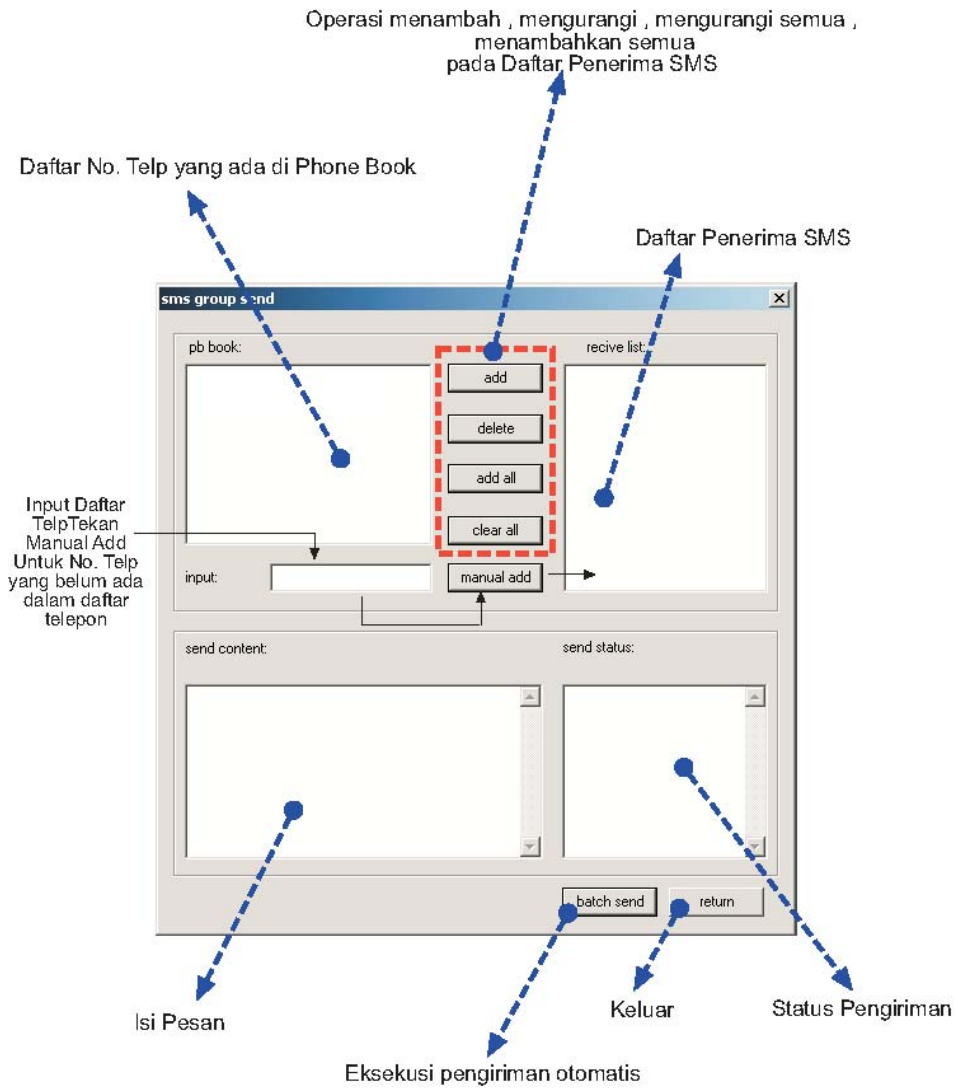 Operasi menambah , mengurangi , mengurangi semua ,
menambahkan semua
pada Daftar Penerima SMS
Daftar No. Telp yang ada di Phone Book
Daftar Penerima SMS
sms group send
pb book:
recive list:
add
delete
add all
clear all
Input Daftar
TelpTekan
Manual Add
Untuk No. Telp
yang belum ada
dalam daftar
telepon
input:
manual add
send content:
send status:
batch send
return
Isi Pesan
Keluar
Status Pengiriman
Eksekusi pengiriman otomatis